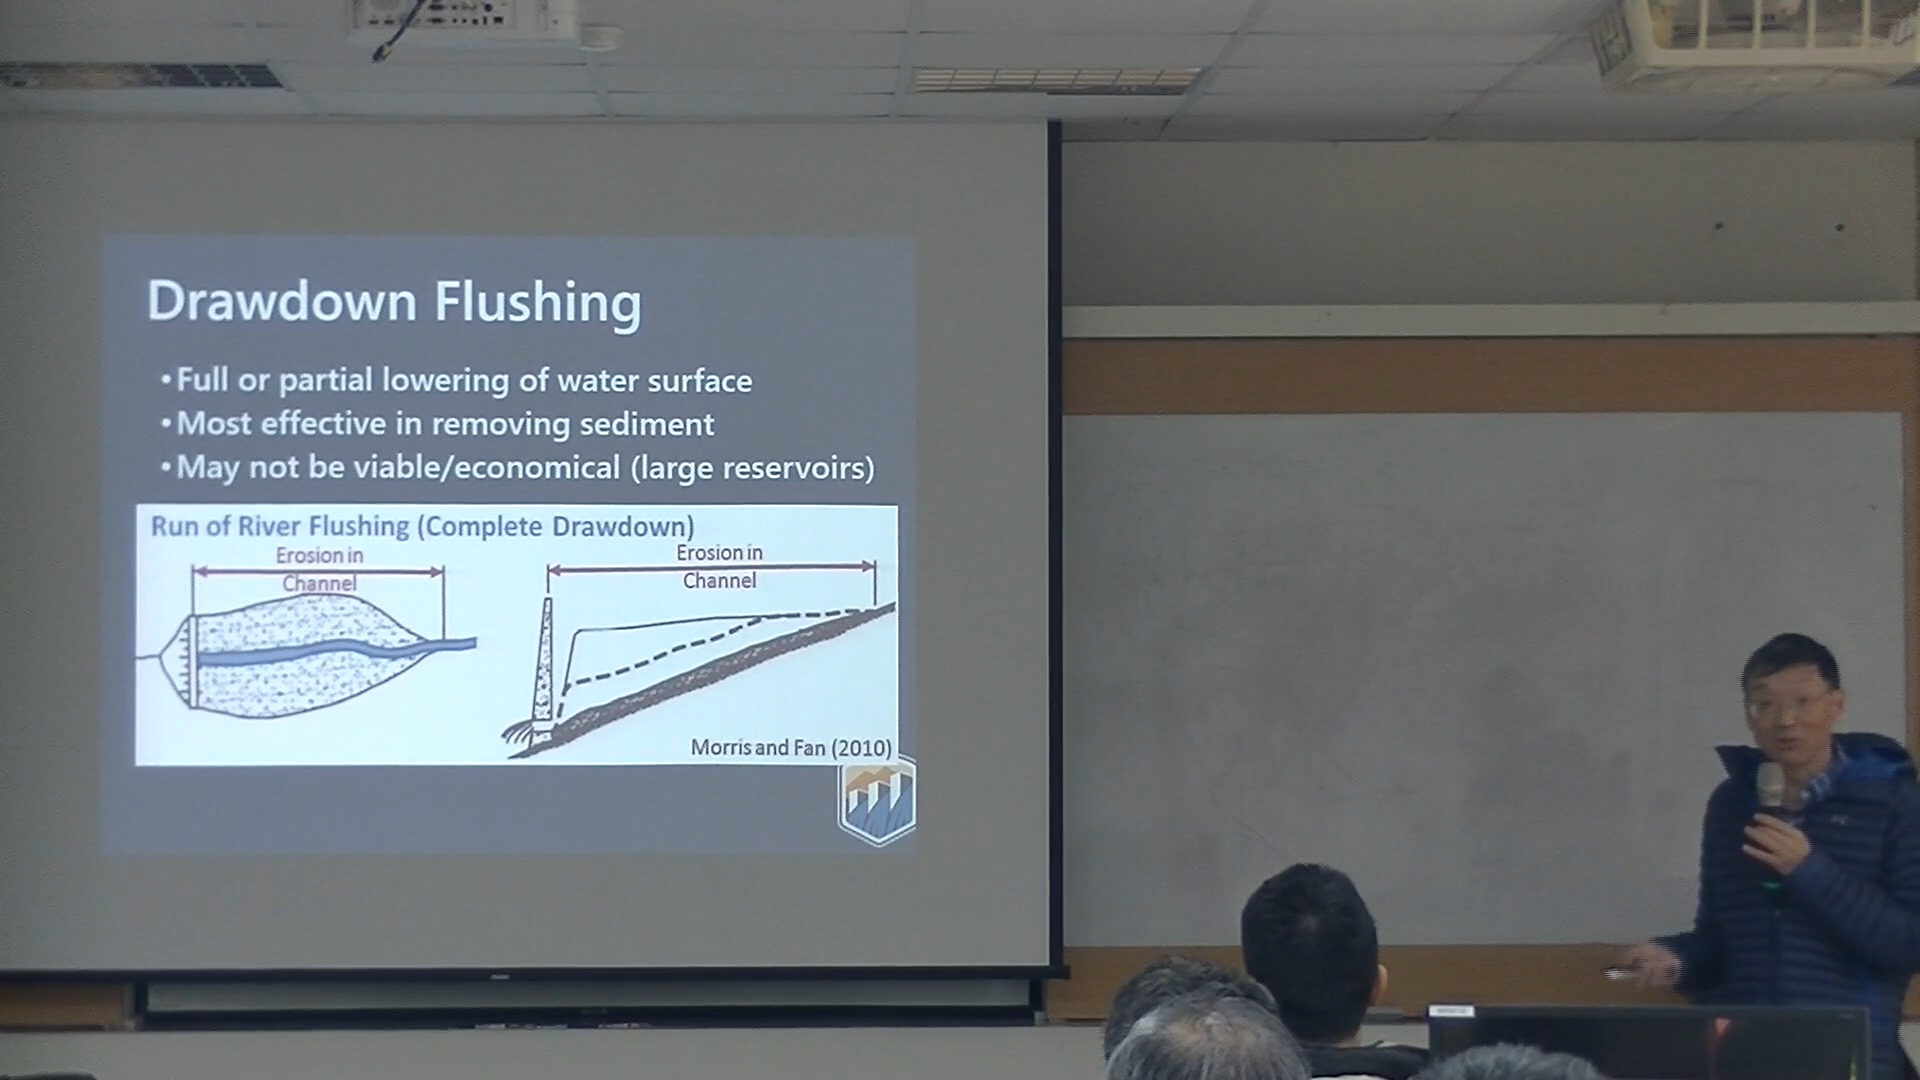 Drawdown Flushing
•Full or partial lowering of water surface
•Most effective in removing sediment
•May not be viable/economical (large reservoirs)
Run of River Flushing (Complete Drawdown)
Erosion in
Channel
Erosion in
Channel
Morris and Fan (2010)